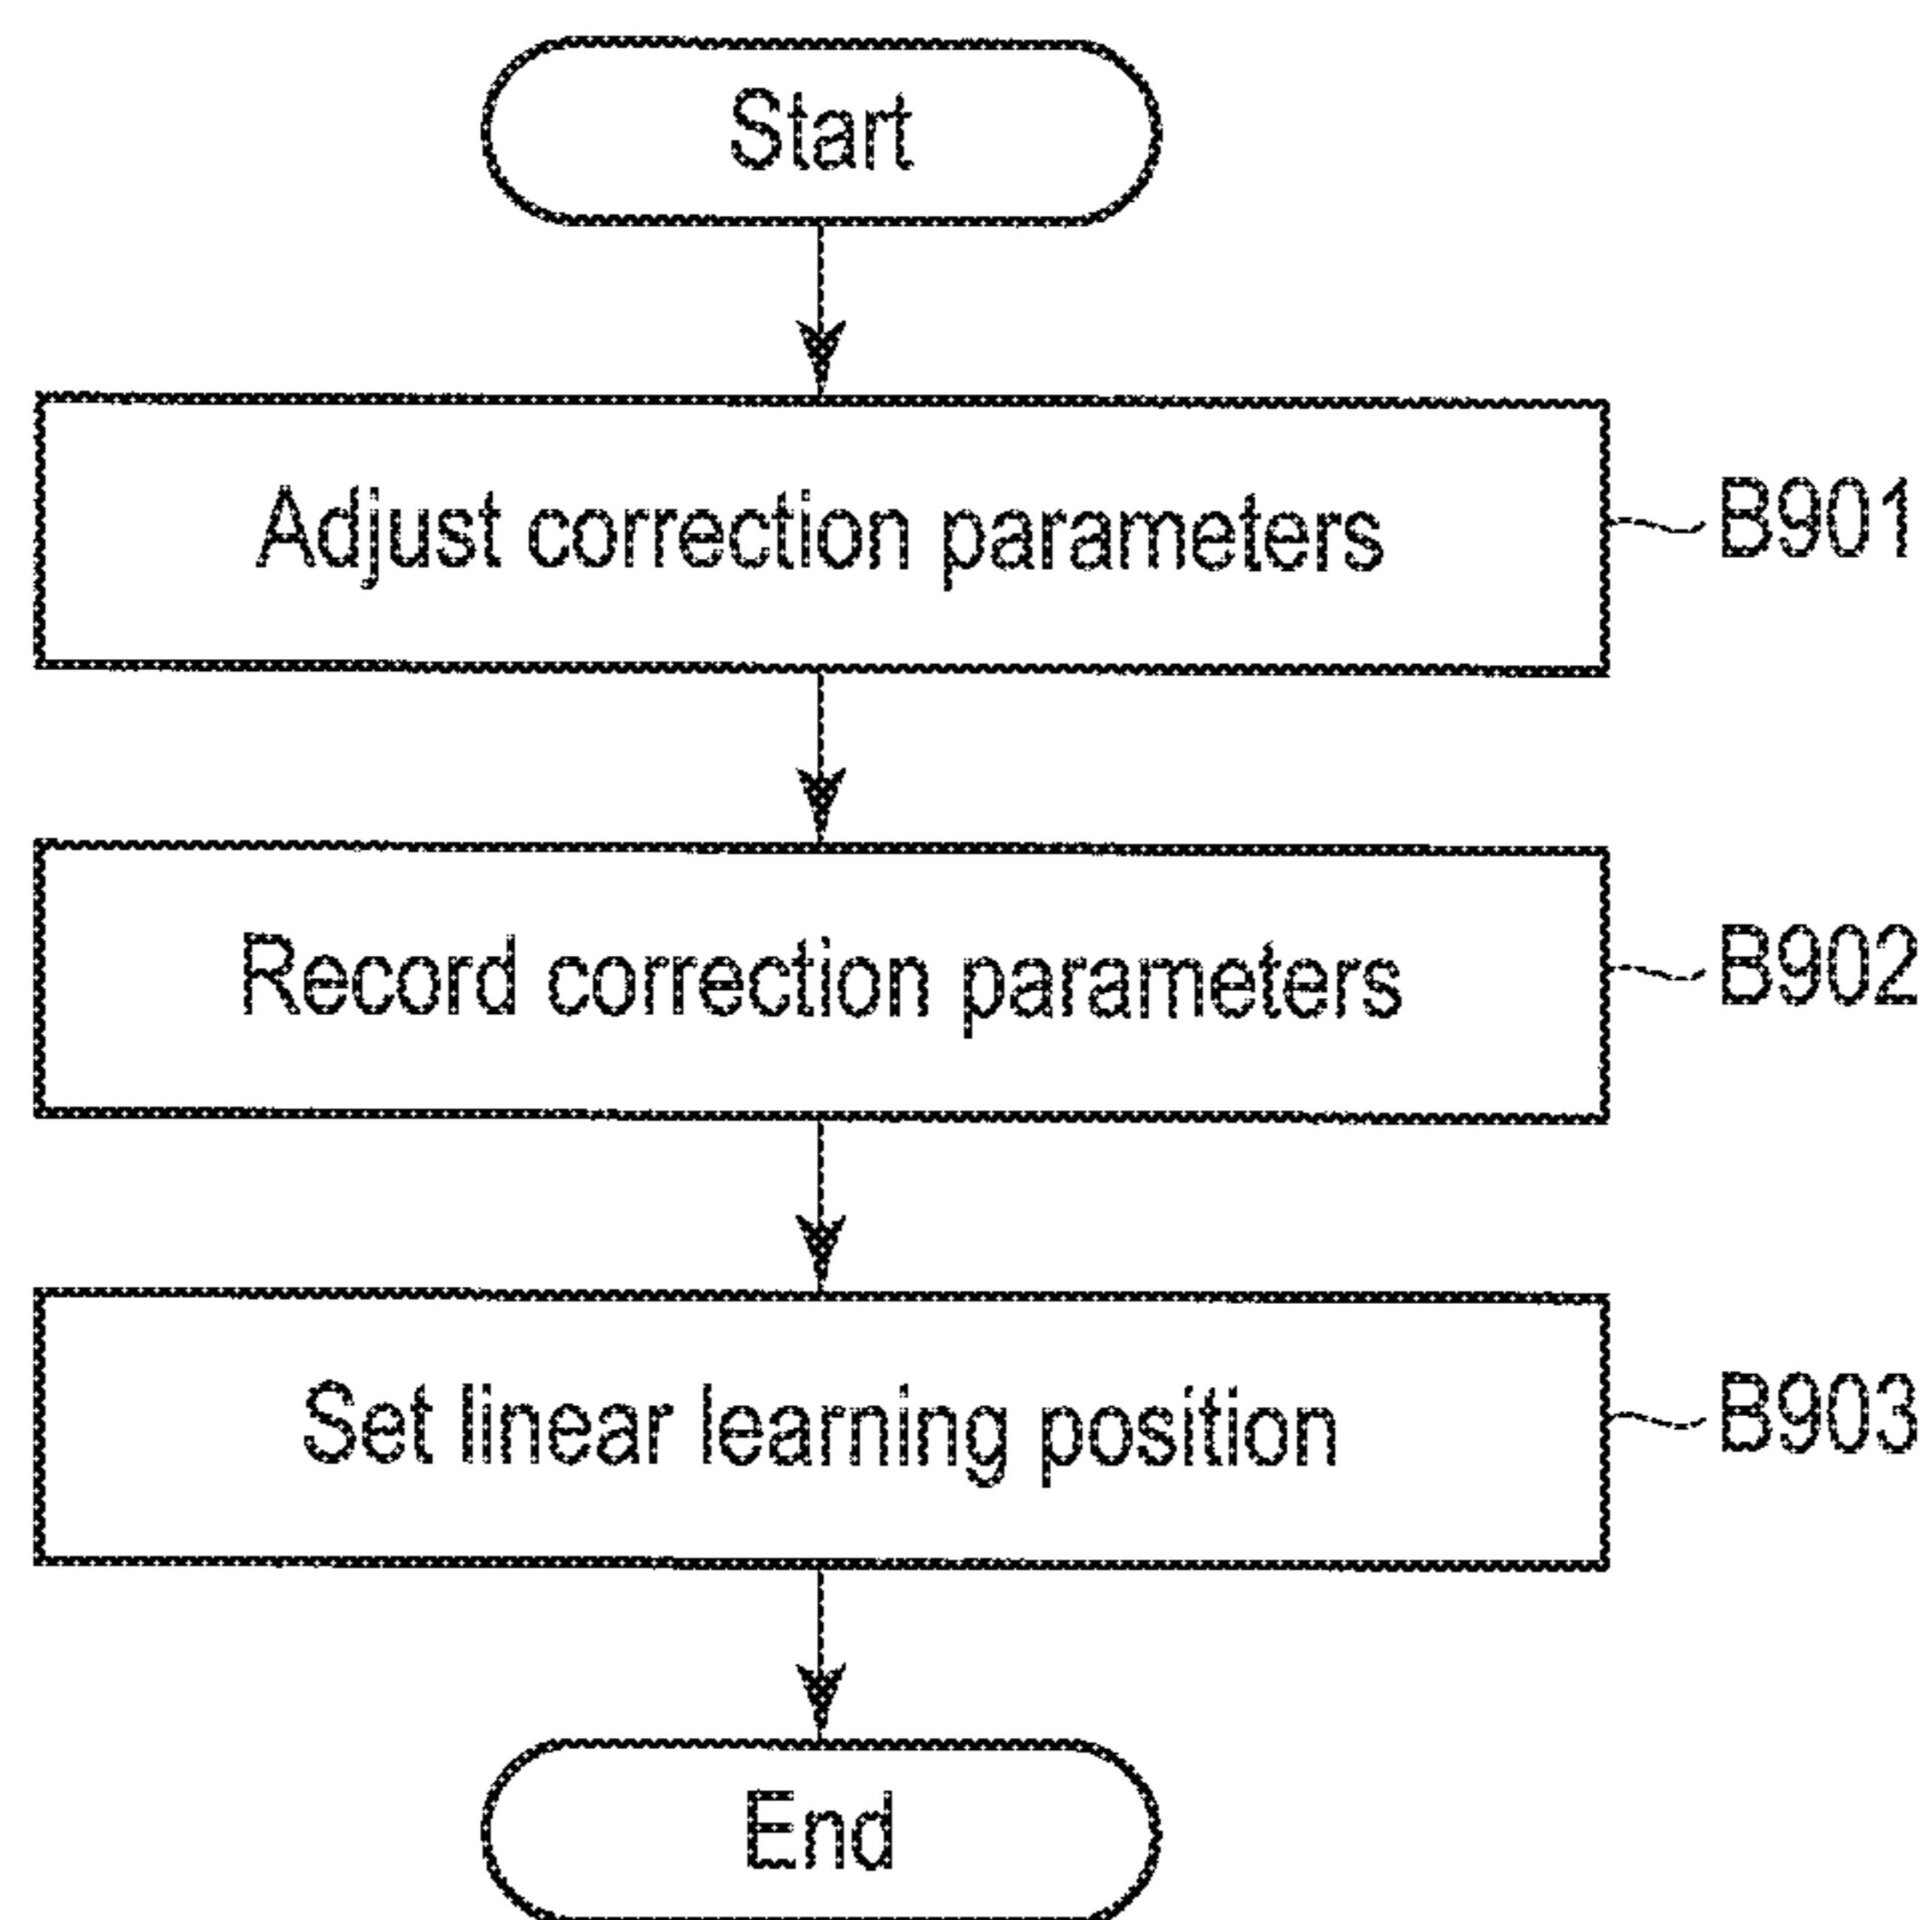 Start
Adjust correction parameters
B901
Record correction parameters
B902
Set linear learning position
B903
End